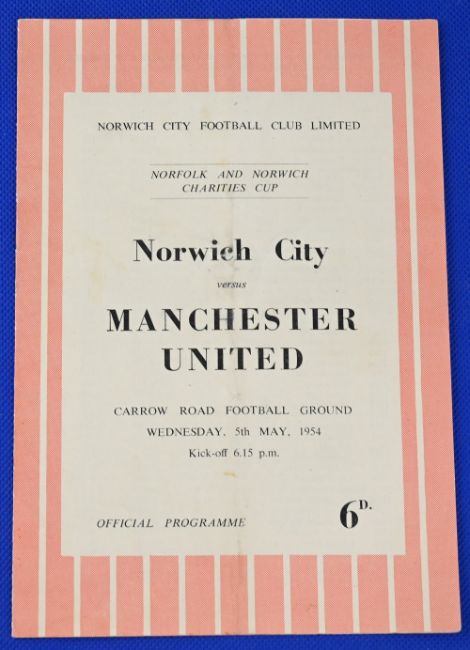 NORWICH CITY FOOTBALL CLUB LIMITED
NORFOLK AND NORWICH
CHARITIES CUP
Norwich City
versus
MANCHESTER
UNITED
CARROW ROAD FOOTBALL GROUND
WEDNESDAY, 5th MAY, 1954
Kick-off 6.15 p.m.
OFFICIAL PROGRAMME 6D.